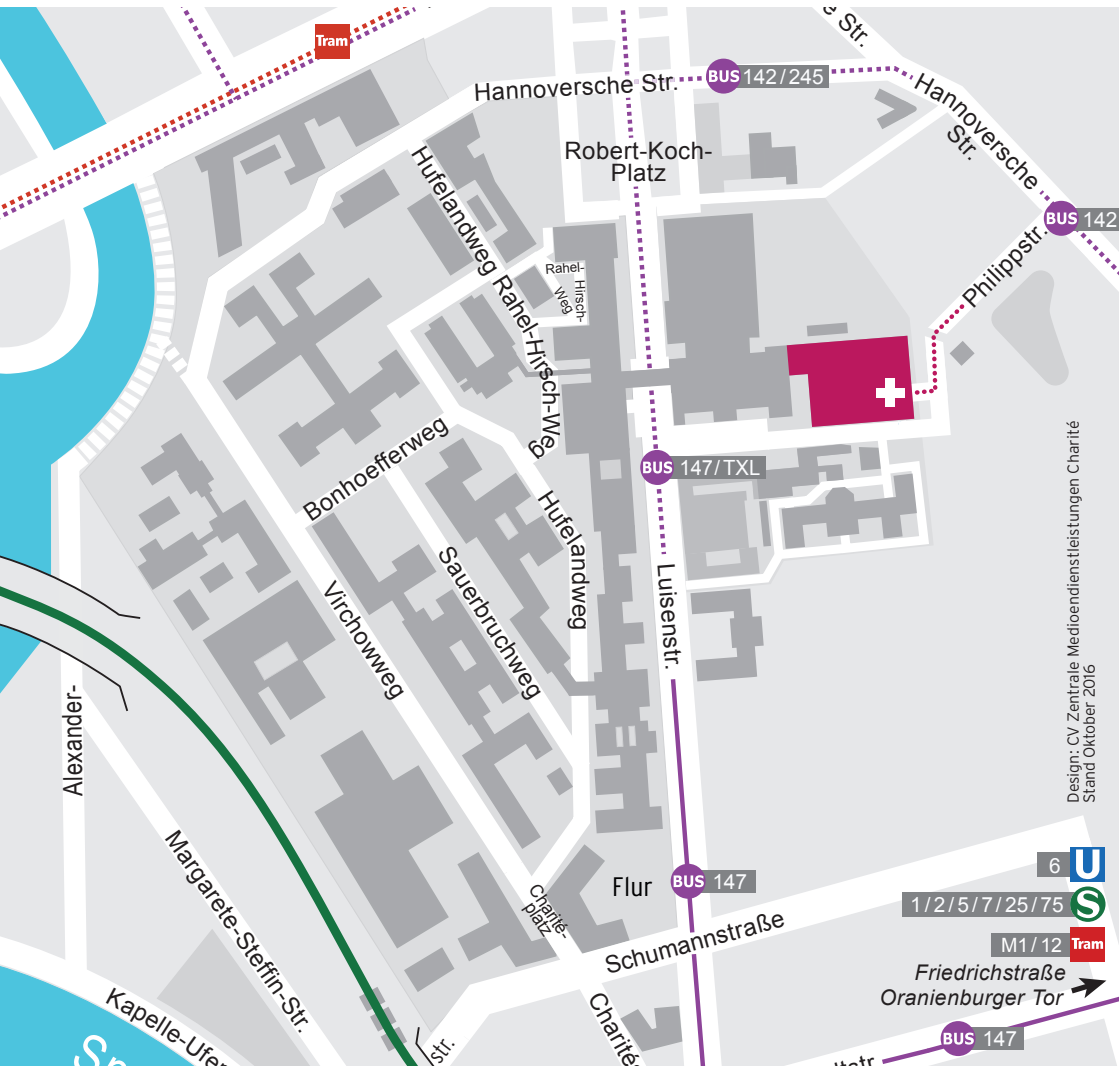 e Str.
Tram
Hannoversche Str.
BUS 142/245
Hannoversche
Str.
Robert-Koch-
Platz
BUS 142
Philippstr.
Hufelandweg
Rahel-
Hirsch-
Weg
Rahel-Hirsch-Weg
Bonhoefferweg
BUS 147/TXL
Hufelandweg
Sauerbruchweg
Virchowweg
Luisenstr.
Design: CV Zentrale Medioendienstleistungen Charité
Stand Oktober 2016
Alexander-
Margarete-Steffin-Str.
Flur
BUS 147
Charité-
platz
Schumannstraße
6 U
1/2/5/7/25/75 S
M1/12 Tram
Friedrichstraße
Oranienburger Tor
Kapelle-Ufer
str.
Charités
BUS 147